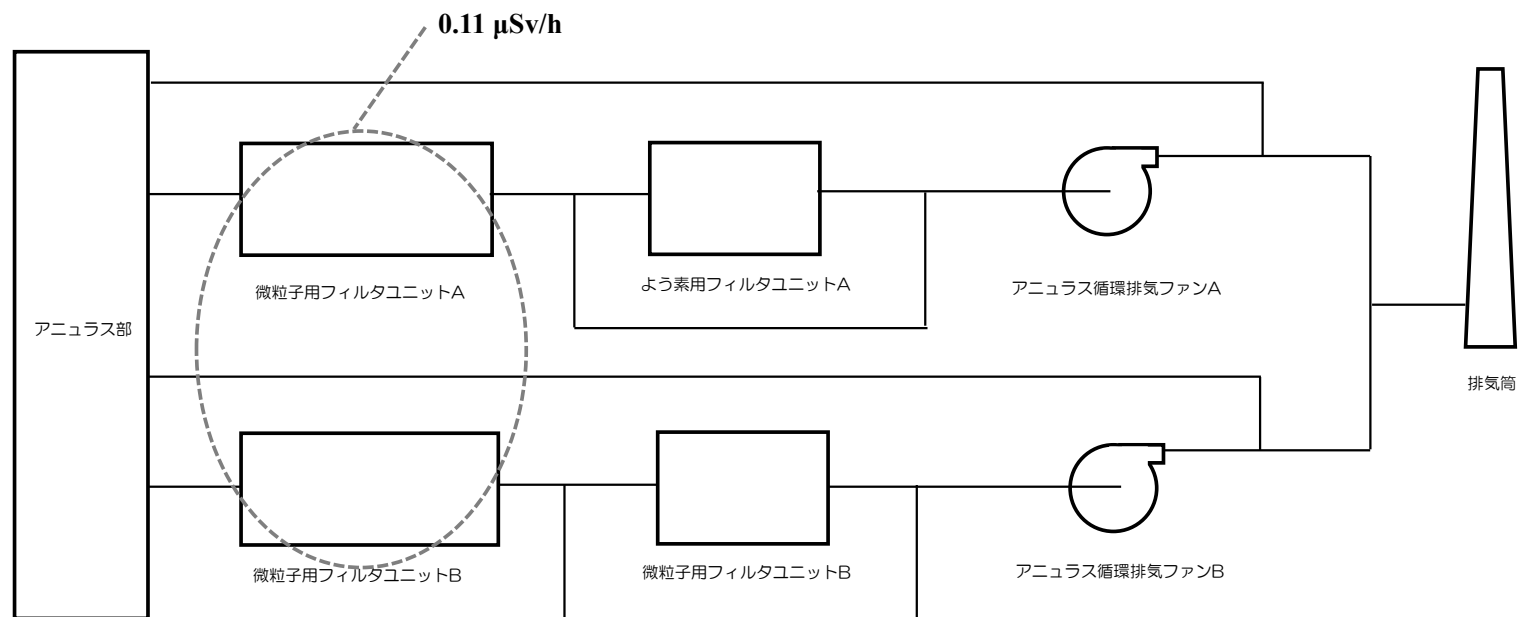 0.11 μSv/h
微粒子用フィルタユニットA
よう素用フィルタユニットA
アニュラス循環排気ファンA
アニュラス部
排気筒
微粒子用フィルタユニットB
微粒子用フィルタユニットB
アニュラス循環排気ファンB